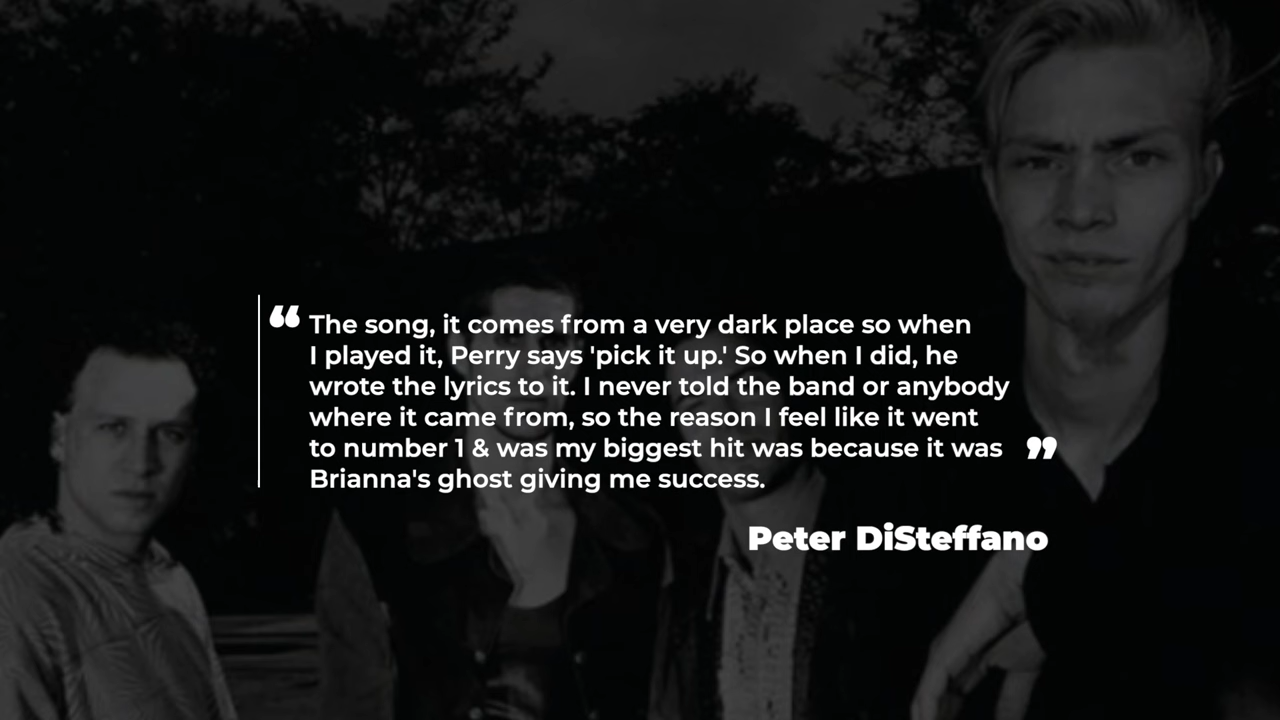 “ The song, it comes from a very dark place so when
I played it, Perry says 'pick it up.' So when I did, he
wrote the lyrics to it. I never told the band or anybody
where it came from, so the reason I feel like it went
to number 1 & was my biggest hit was because it was ”
Brianna's ghost giving me success.
Peter DiSteffano